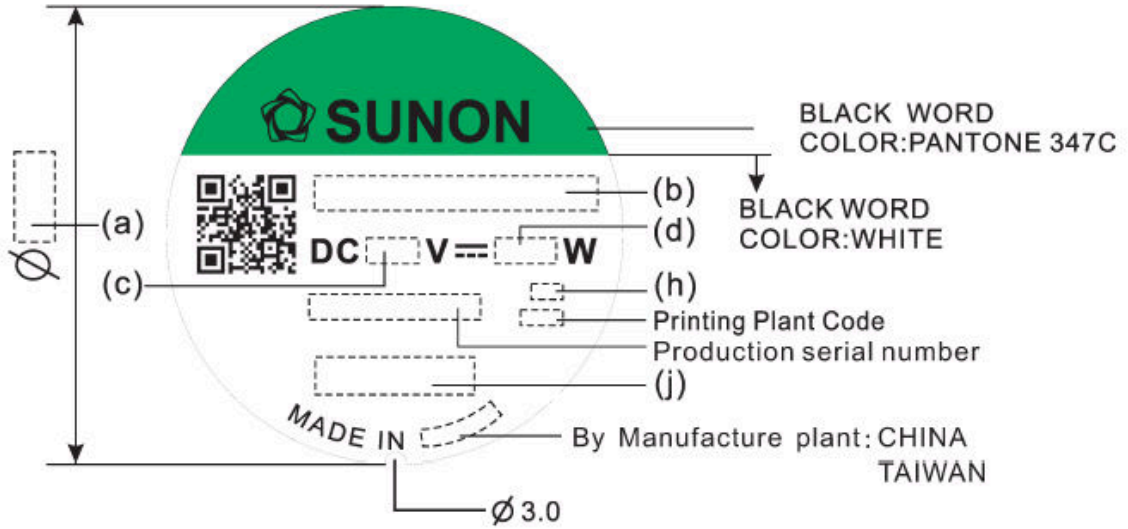 SUNON
BLACK WORD
COLOR:PANTONE 347C
(a)
(b)
BLACK WORD
COLOR:WHITE
(d)
DC V W
Ø
(c)
(h)
Printing Plant Code
Production serial number
(j)
MADE IN
By Manufacture plant: CHINA
TAIWAN
Ø 3.0